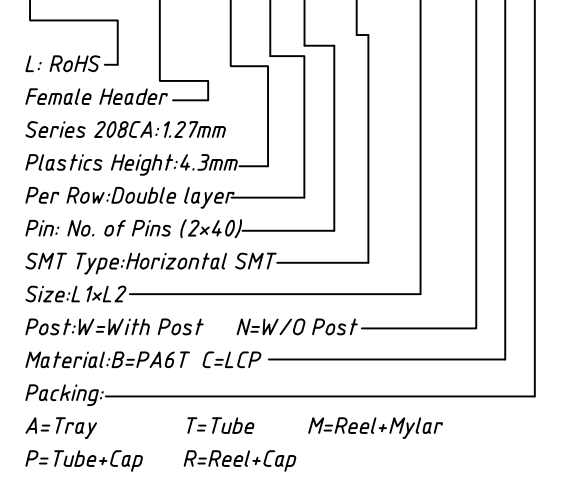 L: RoHS
Female Header
Series 208CA:1.27mm
Plastics Height:4.3mm
Per Row:Double layer
Pin: No. of Pins (2×40)
SMT Type:Horizontal SMT
Size:L1×L2
Post:W=With Post N=W/O Post
Material:B=PA6T C=LCP
Packing:
A=Tray T=Tube M=Reel+Mylar
P=Tube+Cap R=Reel+Cap